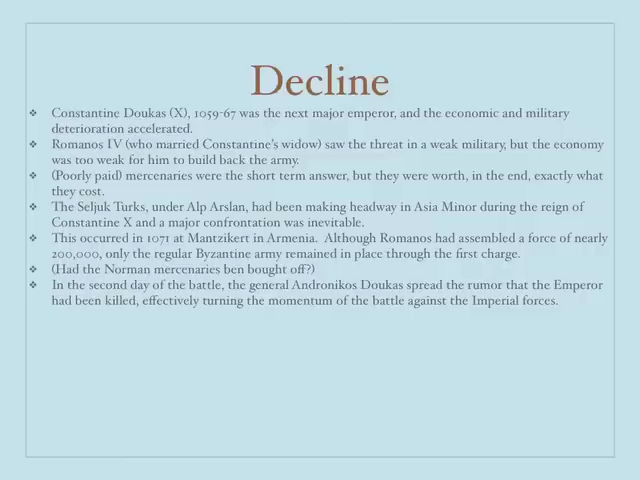 Decline
❖ Constantine Doukas (X), 1059-67 was the next major emperor, and the economic and military
deterioration accelerated.
❖ Romanos IV (who married Constantine's widow) saw the threat in a weak military, but the economy
was too weak for him to build back the army.
❖ (Poorly paid) mercenaries were the short term answer, but they were worth, in the end, exactly what
they cost.
❖ The Seljuk Turks, under Alp Arslan, had been making headway in Asia Minor during the reign of
Constantine X and a major confrontation was inevitable.
❖ This occurred in 1071 at Mantzikert in Armenia. Although Romanos had assembled a force of nearly
200,000, only the regular Byzantine army remained in place through the first charge.
❖ (Had the Norman mercenaries ben bought off?)
❖ In the second day of the battle, the general Andronikos Doukas spread the rumor that the Emperor
had been killed, effectively turning the momentum of the battle against the Imperial forces.